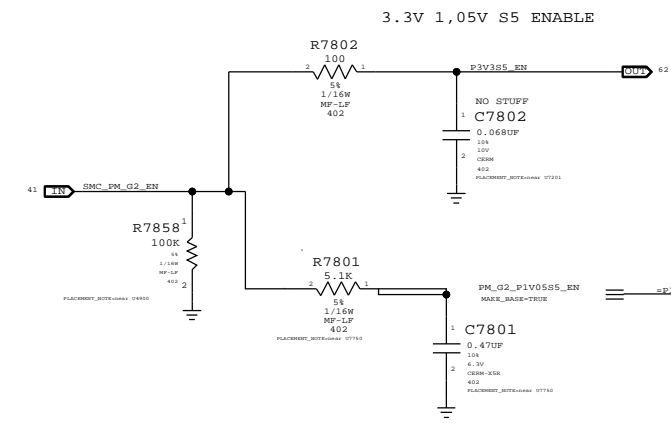 3.3V 1,05V S5 ENABLE
R7802
100
2
1
5%
1/16W
MF-LF
402
P3V3S5_EN
OUT
62
NO STUFF
1
C7802
0.068UF
10%
10V
2
CERM
402
PLACEMENT_NOTE=near U7201
41
IN
SMC_PM_G2_EN
R7858
1
100K
5%
1/16W
MF-LF
402
2
PLACEMENT_NOTE=near U4900
R7801
5.1K
2
1
5%
1/16W
MF-LF
402
PLACEMENT_NOTE=near U7750
PM_G2_P1V05S5_EN
MAKE_BASE=TRUE
1
C7801
0.47UF
10%
6.3V
2
CERM-X5R
402
PLACEMENT_NOTE=near U7750